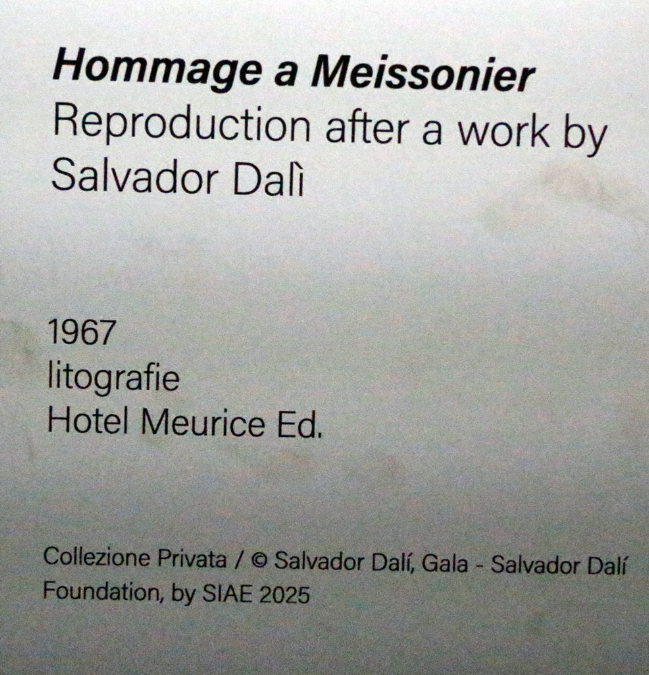 Hommage a Meissonier
Reproduction after a work by
Salvador Dalì
1967
litografie
Hotel Meurice Ed.
Collezione Privata / © Salvador Dalí, Gala - Salvador Dalí
Foundation, by SIAE 2025